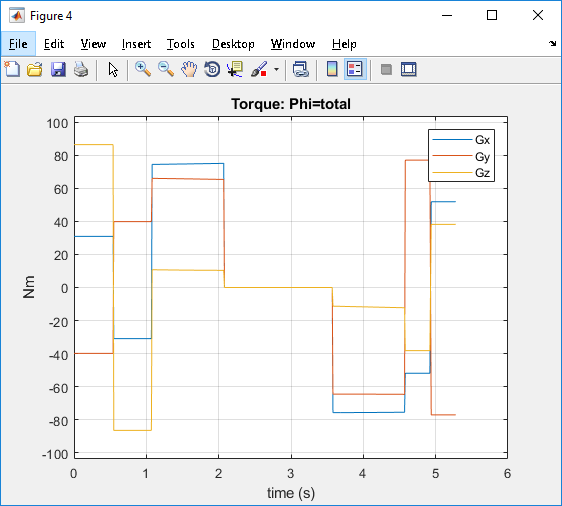 Figure 4
File Edit View Insert Tools Desktop Window Help
Torque: Phi=total
Gx
Gy
Gz
100
80
60
40
20
0
-20
-40
-60
-80
-100
Nm
0 1 2 3 4 5 6
time (s)